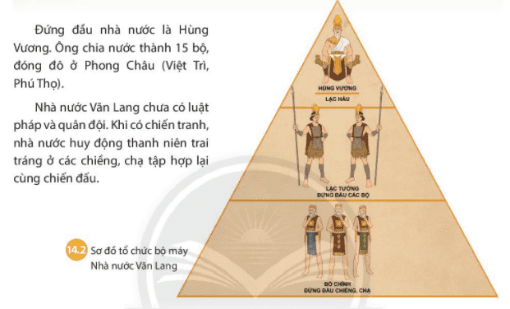 Đứng đầu nhà nước là Hùng
Vương. Ông chia nước thành 15 bộ,
đóng đô ở Phong Châu (Việt Trì,
Phú Thọ).
Nhà nước Văn Lang chưa có luật
pháp và quân đội. Khi có chiến tranh,
nhà nước huy động thanh niên trai
tráng ở các chiềng, chạ tập hợp lại
cùng chiến đấu.
14.2 Sơ đồ tổ chức bộ máy
Nhà nước Văn Lang
HÙNG VƯƠNG
LẠC HẦU
LẠC TƯỚNG
ĐỨNG ĐẦU CÁC BỘ
BỒ CHÍNH
ĐỨNG ĐẦU CHIỀNG, CHẠ